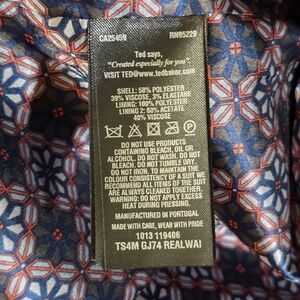 CA25459 RN95229
Ted says,
"Created especially for you"
VISIT TED@www.tedbaker.com
SHELL: 58% POLYESTER
39% VISCOSE, 3% ELASTANE
LINING: 100% POLYESTER
LINING 2: 60% ACETATE
40% VISCOSE
DO NOT USE PRODUCTS
CONTAINING BLEACH, OIL OR
ALCOHOL. DO NOT WASH. DO NOT
BLEACH. DO NOT TUMBLE DRY.
DO NOT IRON. TO MAINTAIN THE
COLOUR CONSISTENCY OF A SUIT WE
RECOMMEND ALL ITEMS OF THE SUIT
ARE ALWAYS CLEANED TOGETHER.
WARNING: DO NOT APPLY EXCESS
HEAT DURING PRESSING.
MANUFACTURED IN PORTUGAL
MADE WITH CARE, WEAR WITH PRIDE
1013 119406
TS4M GJ74 REALWAI